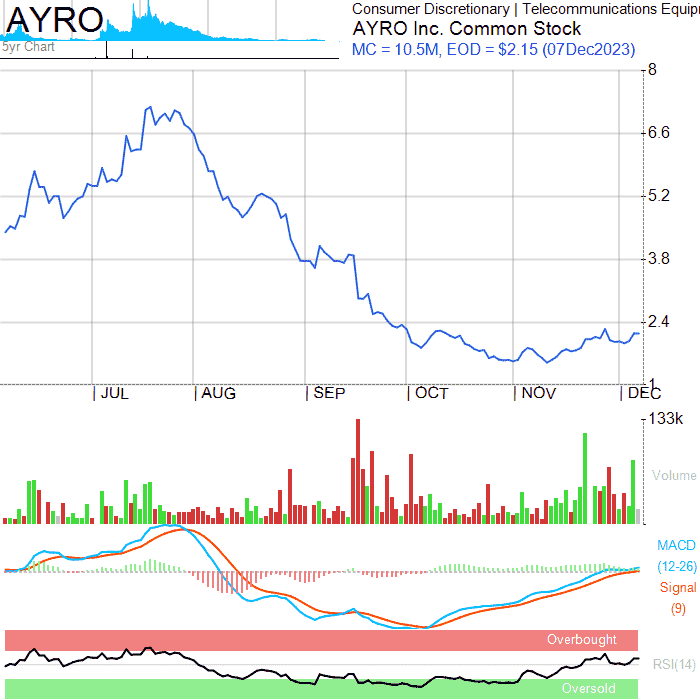 AYRO
5yr Chart
Consumer Discretionary | Telecommunications Equip
AYRO Inc. Common Stock
MC = 10.5M, EOD = $2.15 (07Dec2023)
8
6.6
5.2
3.8
2.4
1
JUL AUG SEP OCT NOV DEC
133k
Volume
MACD
(12-26)
Signal
(9)
Overbought
RSI(14)
Oversold